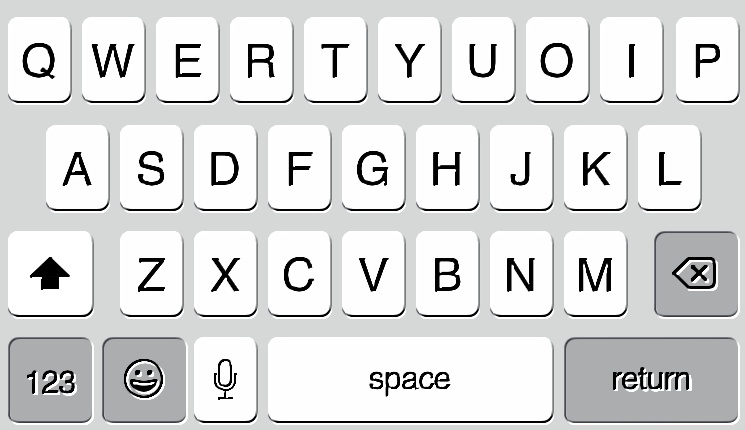 Q W E R T Y U O I P
A S D F G H J K L
Z X C V B N M
123 space return